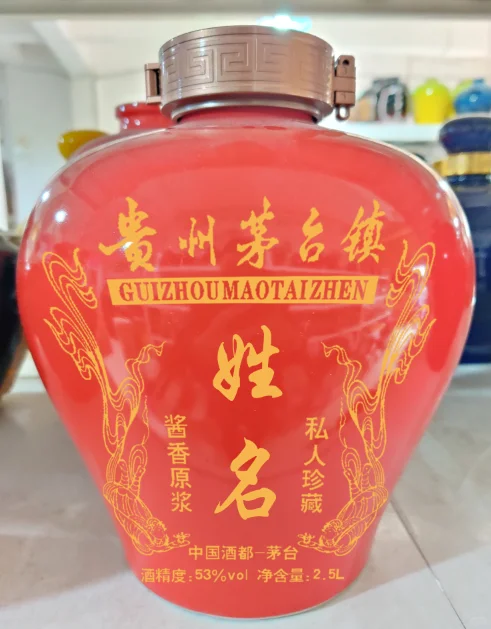 贵州茅台镇
GUIZHOUMAOTAIZHEN
姓名
酱香原浆
私人珍藏
中国酒都-茅台
酒精度:53%vol 净含量:2.5L